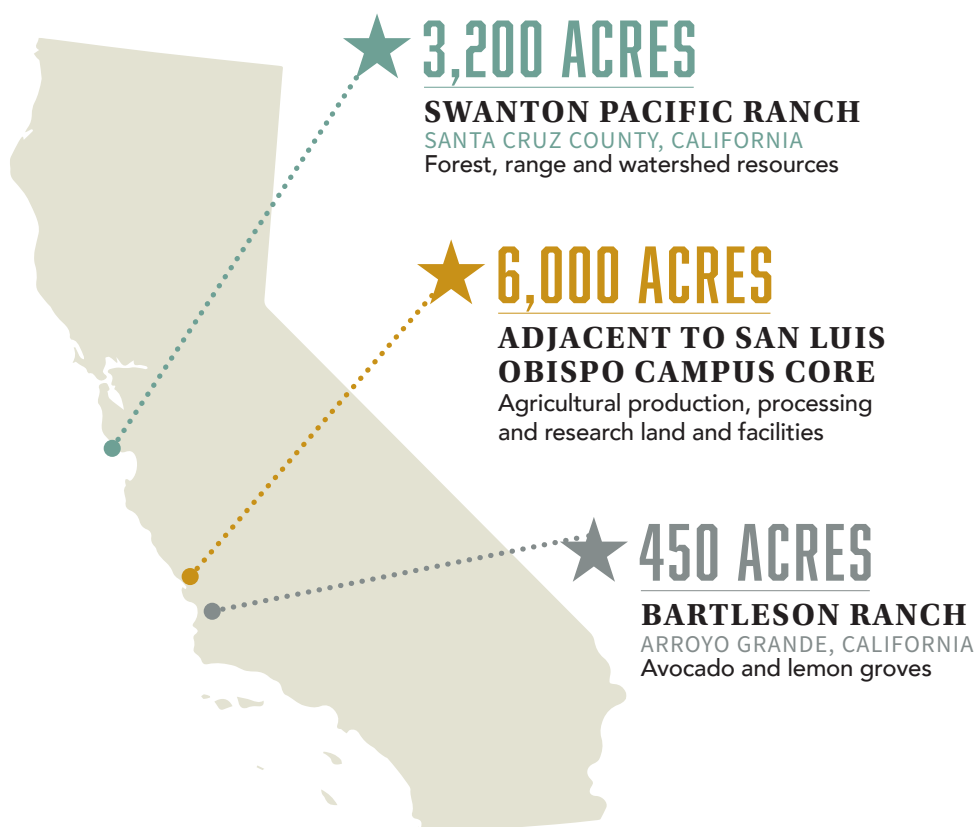 3,200 ACRES
SWANTON PACIFIC RANCH
SANTA CRUZ COUNTY, CALIFORNIA
Forest, range and watershed resources
6,000 ACRES
ADJACENT TO SAN LUIS
OBISPO CAMPUS CORE
Agricultural production, processing
and research land and facilities
450 ACRES
BARTLESON RANCH
ARROYO GRANDE, CALIFORNIA
Avocado and lemon groves